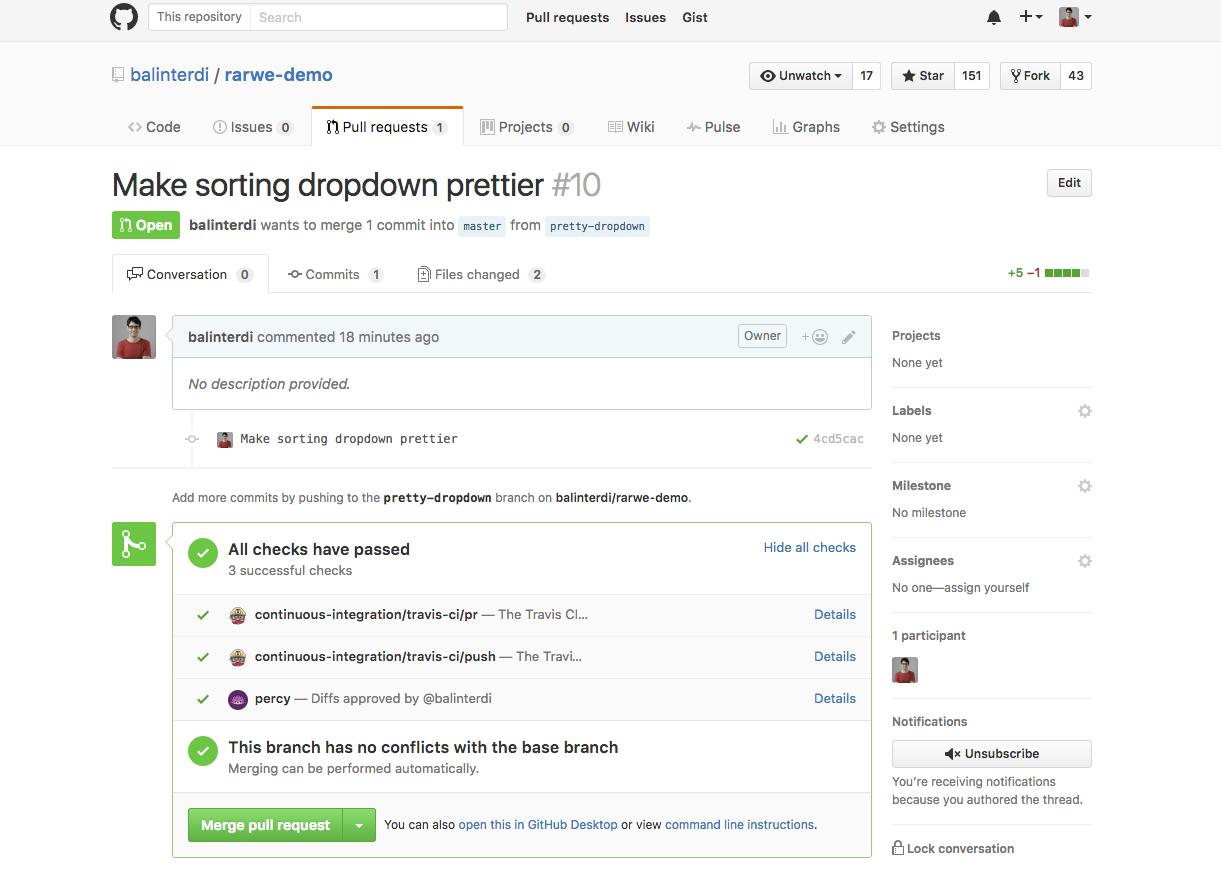 This repository Search Pull requests Issues Gist
balinterdi / rarwe-demo Unwatch 17 Star 151 Fork 43
Code Issues 0 Pull requests 1 Projects 0 Wiki Pulse Graphs Settings
Make sorting dropdown prettier #10 Edit
Open balinterdi wants to merge 1 commit into master from pretty-dropdown
Conversation 0 Commits 1 Files changed 2 +5 −1
balinterdi commented 18 minutes ago Owner
No description provided.
Make sorting dropdown prettier 4cd5cac
Add more commits by pushing to the pretty-dropdown branch on balinterdi/rarwe-demo.
All checks have passed Hide all checks
3 successful checks
continuous-integration/travis-ci/pr — The Travis CI... Details
continuous-integration/travis-ci/push — The Travi... Details
percy — Diffs approved by @balinterdi Details
This branch has no conflicts with the base branch
Merging can be performed automatically.
Merge pull request You can also open this in GitHub Desktop or view command line instructions.
Projects
None yet
Labels
None yet
Milestone
No milestone
Assignees
No one—assign yourself
1 participant
Notifications
Unsubscribe
You're receiving notifications
because you authored the thread.
Lock conversation